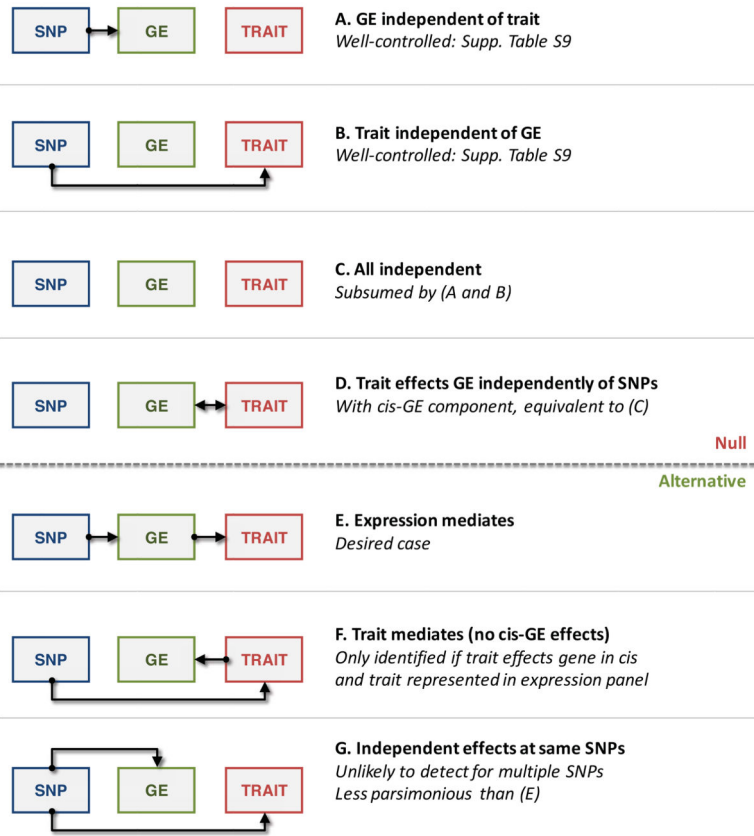 SNP GE TRAIT
A. GE independent of trait
Well-controlled: Supp. Table S9
SNP GE TRAIT
B. Trait independent of GE
Well-controlled: Supp. Table S9
SNP GE TRAIT
C. All independent
Subsumed by (A and B)
SNP GE TRAIT
D. Trait effects GE independently of SNPs
With cis-GE component, equivalent to (C)
Null
Alternative
SNP GE TRAIT
E. Expression mediates
Desired case
SNP GE TRAIT
F. Trait mediates (no cis-GE effects)
Only identified if trait effects gene in cis
and trait represented in expression panel
SNP GE TRAIT
G. Independent effects at same SNPs
Unlikely to detect for multiple SNPs
Less parsimonious than (E)